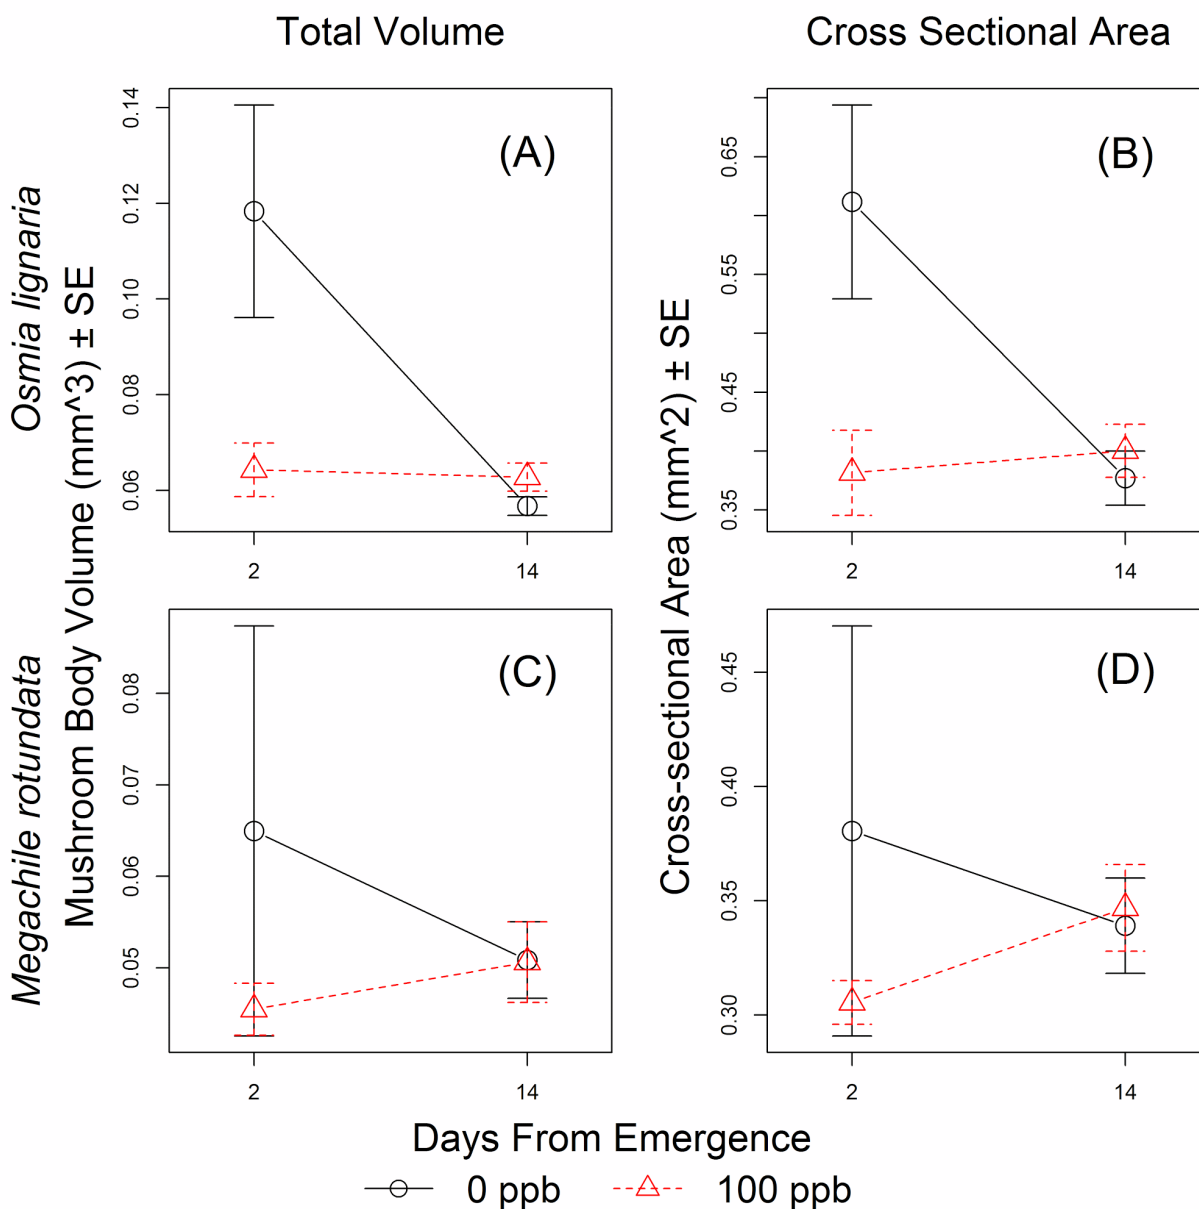 Total Volume
Cross Sectional Area
Osmia lignaria
Megachile rotundata
Mushroom Body Volume (mm^3) ± SE
Cross-sectional Area (mm^2) ± SE
(A)
0.14
0.12
0.10
0.08
0.06
2 14
(B)
0.65
0.55
0.45
0.35
2 14
(C)
0.08
0.07
0.06
0.05
2 14
(D)
0.45
0.40
0.35
0.30
2 14
Days From Emergence
0 ppb 100 ppb